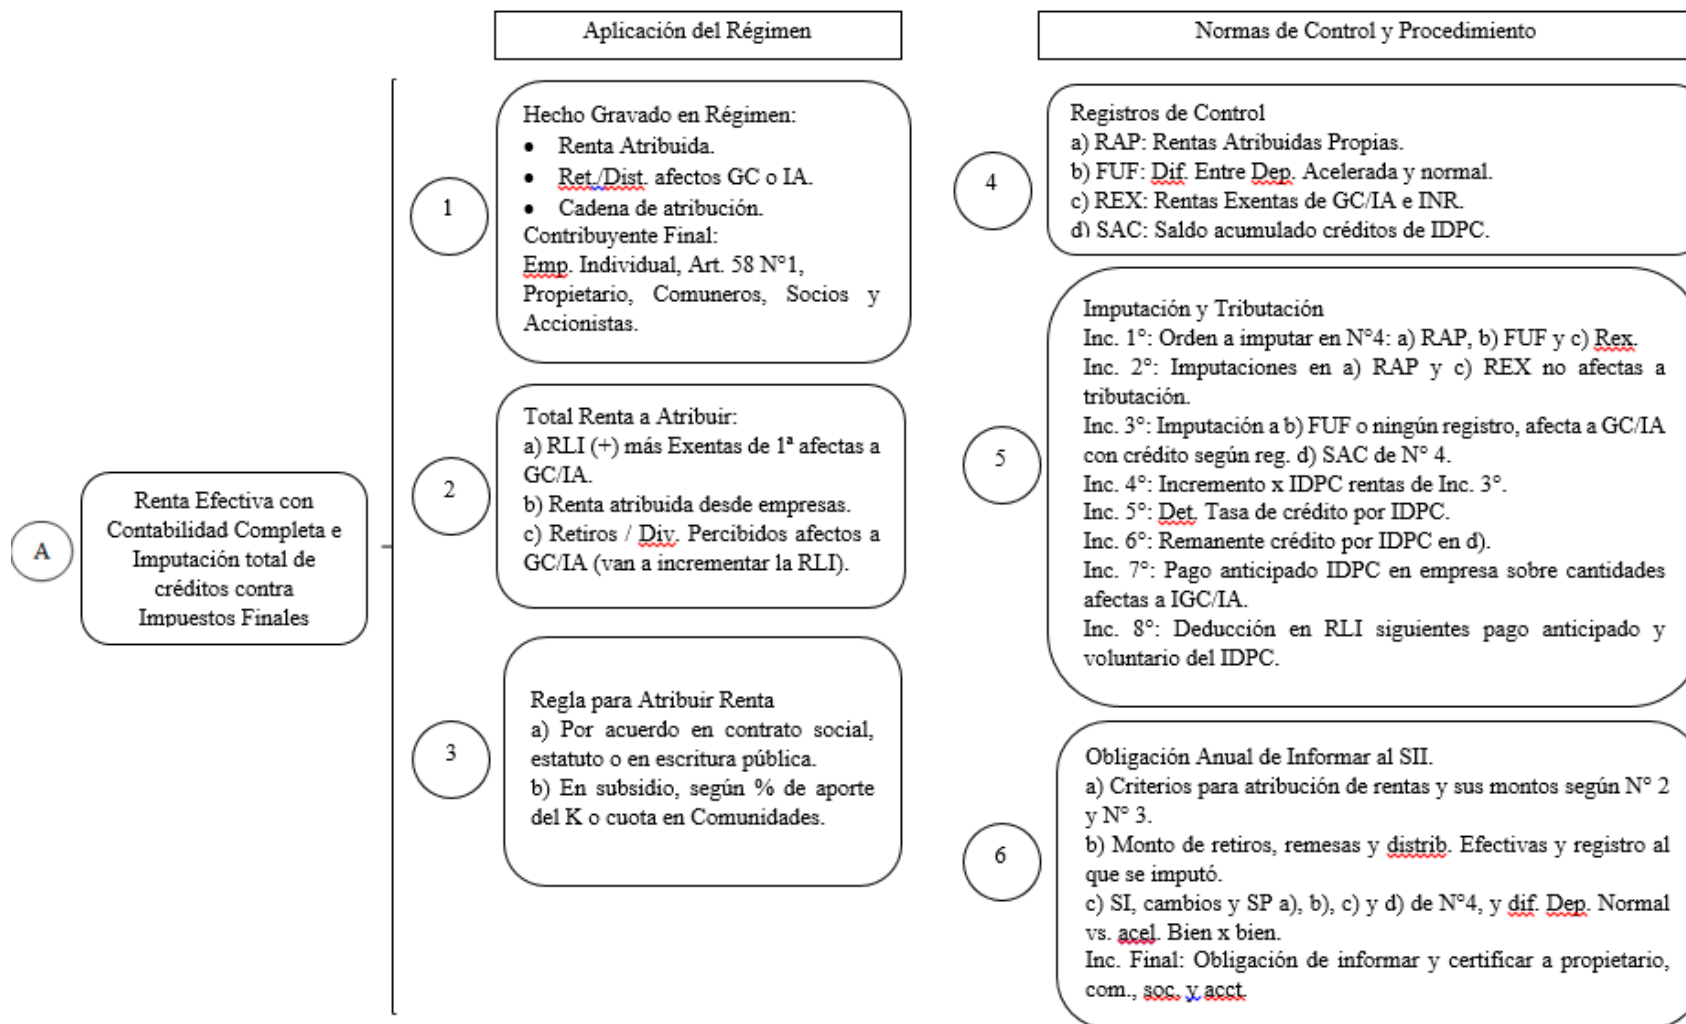 Aplicación del Régimen
Normas de Control y Procedimiento
A
Renta Efectiva con
Contabilidad Completa e
Imputación total de
créditos contra
Impuestos Finales
1
Hecho Gravado en Régimen:
• Renta Atribuida.
• Ret./Dist. afectos GC o IA.
• Cadena de atribución.
Contribuyente Final:
Emp. Individual, Art. 58 N°1,
Propietario, Comuneros, Socios y
Accionistas.
2
Total Renta a Atribuir:
a) RLI (+) más Exentas de 1ª afectas a
GC/IA.
b) Renta atribuida desde empresas.
c) Retiros / Div. Percibidos afectos a
GC/IA (van a incrementar la RLI).
3
Regla para Atribuir Renta
a) Por acuerdo en contrato social,
estatuto o en escritura pública.
b) En subsidio, según % de aporte
del K o cuota en Comunidades.
4
Registros de Control
a) RAP: Rentas Atribuidas Propias.
b) FUF: Dif. Entre Dep. Acelerada y normal.
c) REX: Rentas Exentas de GC/IA e INR.
d) SAC: Saldo acumulado créditos de IDPC.
5
Imputación y Tributación
Inc. 1°: Orden a imputar en N°4: a) RAP, b) FUF y c) Rex.
Inc. 2°: Imputaciones en a) RAP y c) REX no afectas a
tributación.
Inc. 3°: Imputación a b) FUF o ningún registro, afecta a GC/IA
con crédito según reg. d) SAC de N° 4.
Inc. 4°: Incremento x IDPC rentas de Inc. 3°.
Inc. 5°: Det. Tasa de crédito por IDPC.
Inc. 6°: Remanente crédito por IDPC en d).
Inc. 7°: Pago anticipado IDPC en empresa sobre cantidades
afectas a IGC/IA.
Inc. 8°: Deducción en RLI siguientes pago anticipado y
voluntario del IDPC.
6
Obligación Anual de Informar al SII.
a) Criterios para atribución de rentas y sus montos según N° 2
y N° 3.
b) Monto de retiros, remesas y distrib. Efectivas y registro al
que se imputó.
c) SI, cambios y SP a), b), c) y d) de N°4, y dif. Dep. Normal
vs. acel. Bien x bien.
Inc. Final: Obligación de informar y certificar a propietario,
com., soc. y acct.